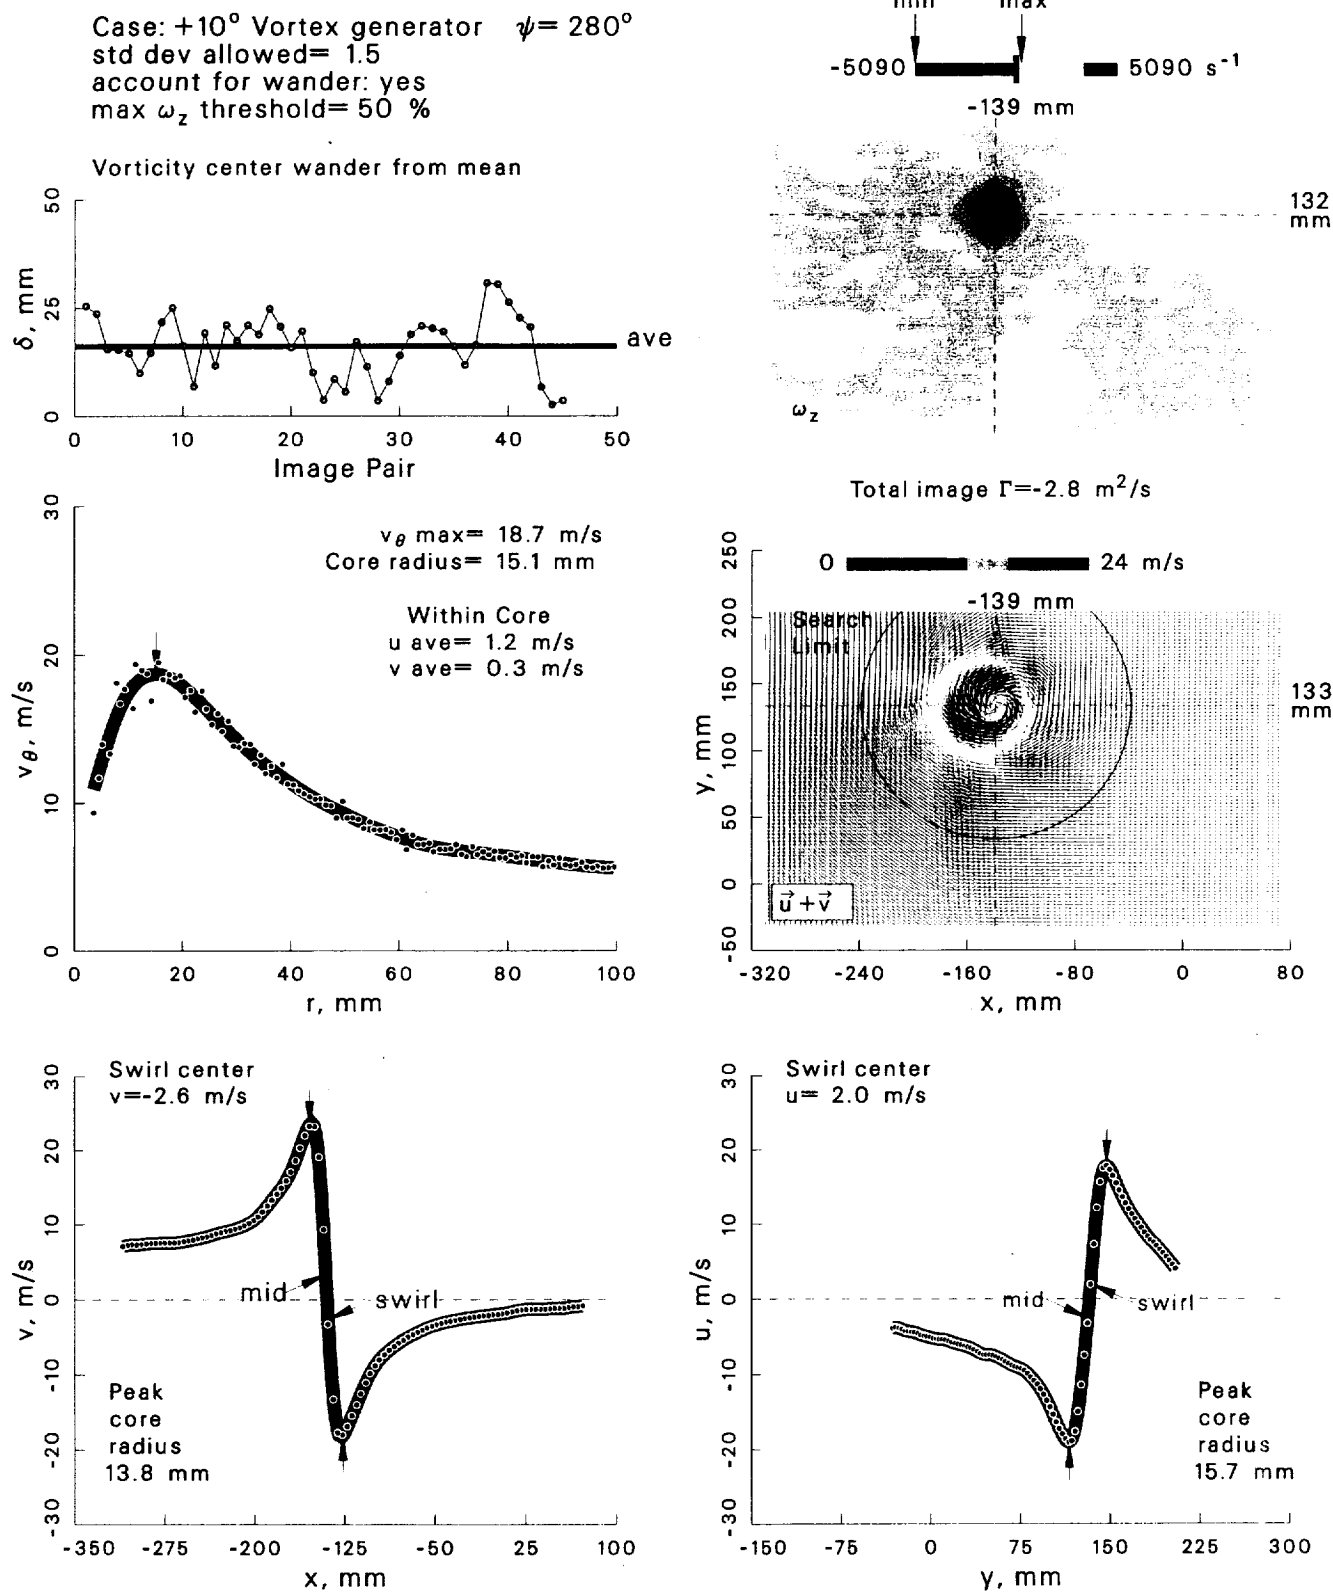 Case: +10° Vortex generator ψ= 280°
std dev allowed= 1.5
account for wander: yes
max ω_z threshold= 50 %
min max
-5090 5090 s⁻¹
-139 mm
132
mm
ω_z
Vorticity center wander from mean
50
25
0
δ, mm
ave
0 10 20 30 40 50
Image Pair
Total image Γ=-2.8 m²/s
30
20
10
0
v_θ, m/s
v_θ max= 18.7 m/s
Core radius= 15.1 mm
Within Core
u ave= 1.2 m/s
v ave= 0.3 m/s
0 20 40 60 80 100
r, mm
250
200
150
100
50
0
-50
y, mm
0 24 m/s
-139 mm
Search
Limit
133
mm
u⃗+v⃗
-320 -240 -160 -80 0 80
x, mm
Swirl center
v=-2.6 m/s
30
20
10
0
-10
-20
-30
v, m/s
mid
swirl
Peak
core
radius
13.8 mm
-350 -275 -200 -125 -50 25 100
x, mm
Swirl center
u= 2.0 m/s
30
20
10
0
-10
-20
-30
u, m/s
mid
swirl
Peak
core
radius
15.7 mm
-150 -75 0 75 150 225 300
y, mm